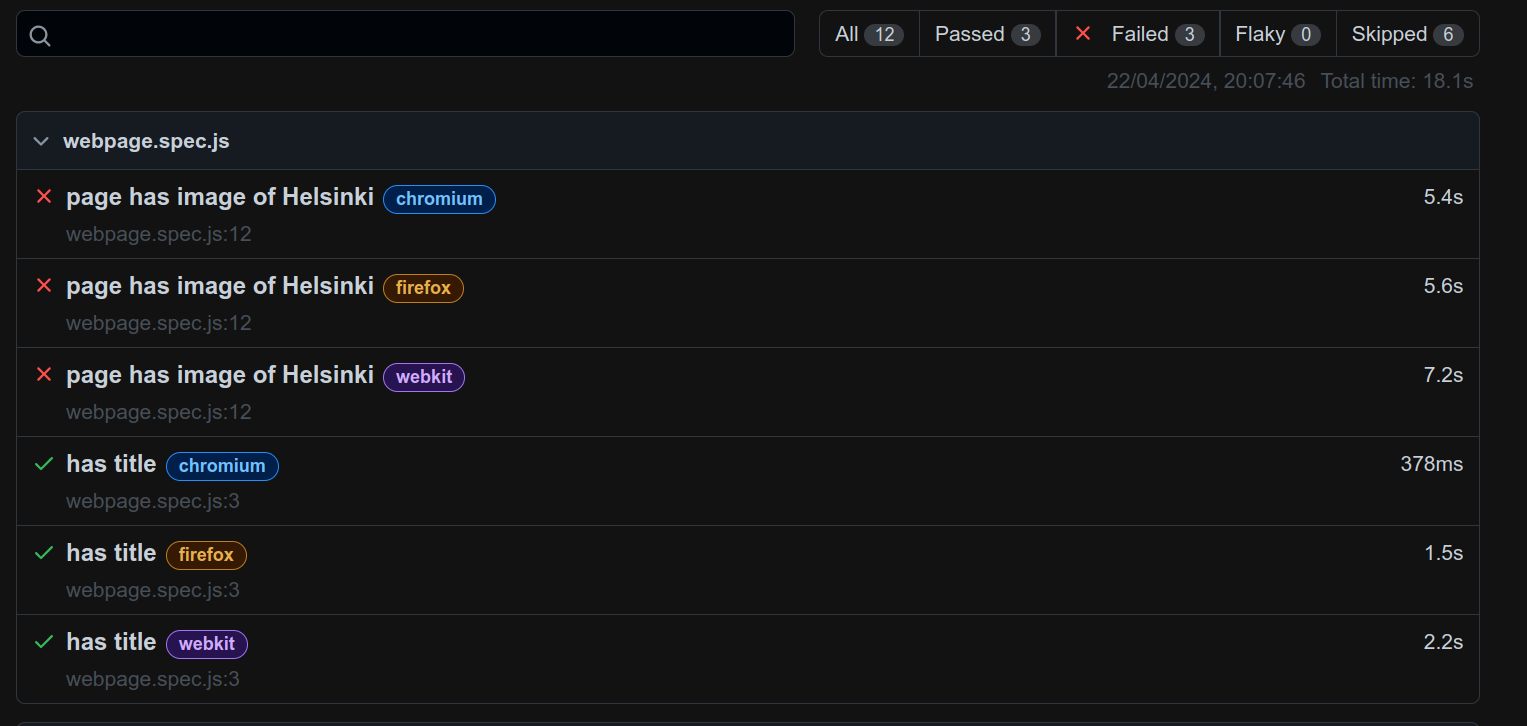 All 12 Passed 3 Failed 3 Flaky 0 Skipped 6
22/04/2024, 20:07:46 Total time: 18.1s
webpage.spec.js
page has image of Helsinki chromium 5.4s
webpage.spec.js:12
page has image of Helsinki firefox 5.6s
webpage.spec.js:12
page has image of Helsinki webkit 7.2s
webpage.spec.js:12
has title chromium 378ms
webpage.spec.js:3
has title firefox 1.5s
webpage.spec.js:3
has title webkit 2.2s
webpage.spec.js:3